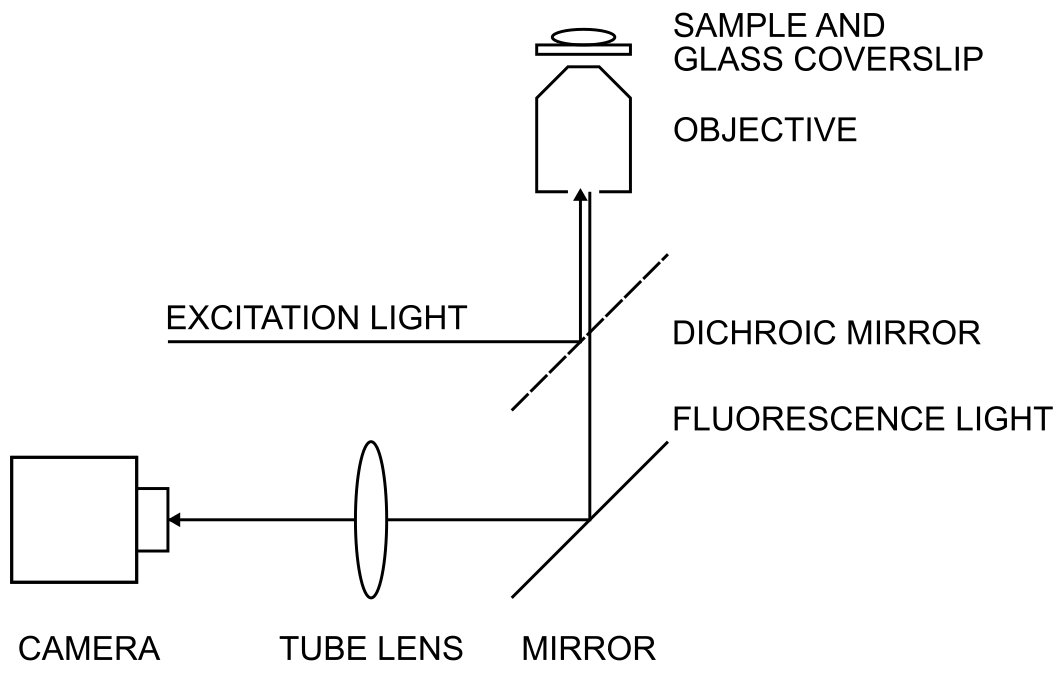 SAMPLE AND
GLASS COVERSLIP
OBJECTIVE
EXCITATION LIGHT
DICHROIC MIRROR
FLUORESCENCE LIGHT
CAMERA
TUBE LENS
MIRROR